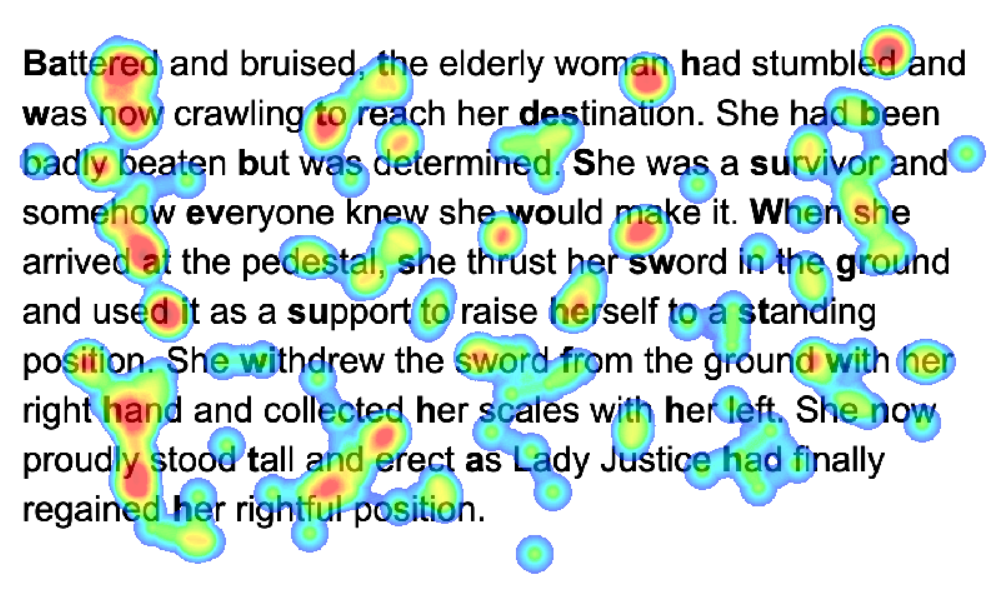 Battered and bruised, the elderly woman had stumbled and
was now crawling to reach her destination. She had been
badly beaten but was determined. She was a survivor and
somehow everyone knew she would make it. When she
arrived at the pedestal, she thrust her sword in the ground
and used it as a support to raise herself to a standing
position. She withdrew the sword from the ground with her
right hand and collected her scales with her left. She now
proudly stood tall and erect as Lady Justice had finally
regained her rightful position.